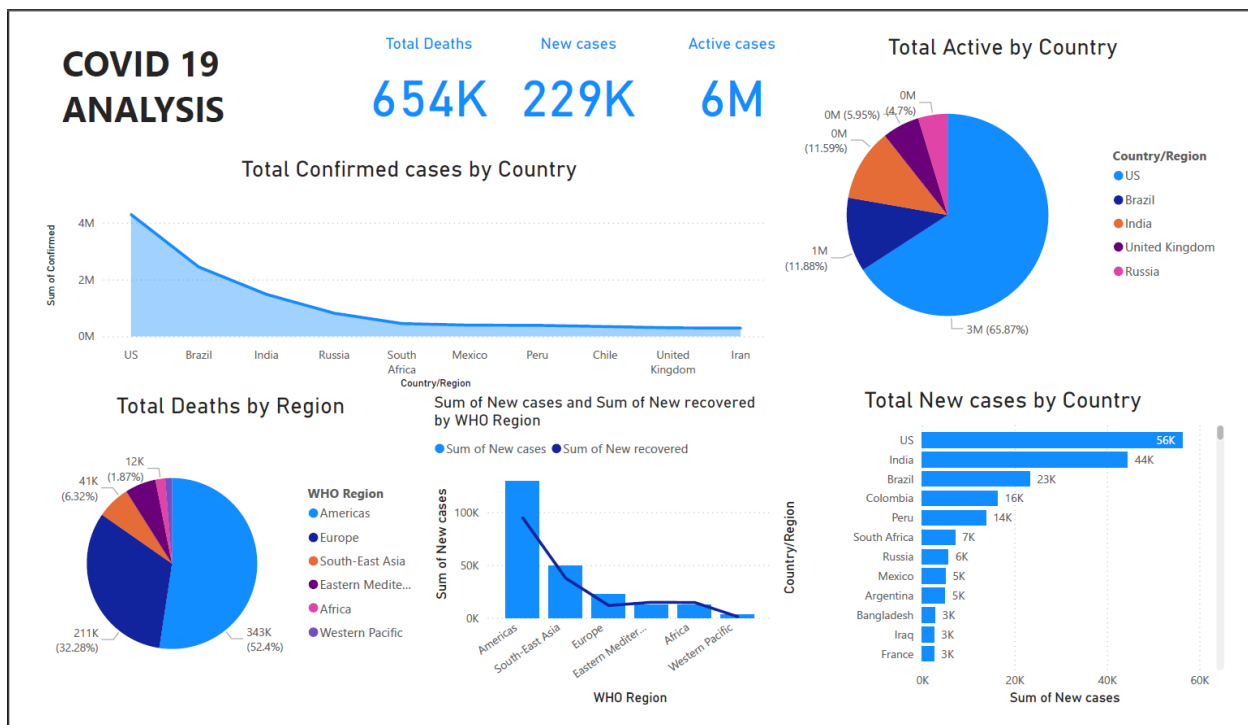 COVID 19
ANALYSIS
Total Deaths
654K
New cases
229K
Active cases
6M
Total Active by Country
0M
(4.7%)
0M (5.95%)
0M
(11.59%)
1M
(11.88%)
3M (65.87%)
Country/Region
US
Brazil
India
United Kingdom
Russia
Total Confirmed cases by Country
Sum of Confirmed
4M
2M
0M
US
Brazil
India
Russia
South
Africa
Mexico
Peru
Chile
United
Kingdom
Iran
Country/Region
Total Deaths by Region
12K
(1.87%)
41K
(6.32%)
211K
(32.28%)
343K
(52.4%)
WHO Region
Americas
Europe
South-East Asia
Eastern Medite...
Africa
Western Pacific
Sum of New cases and Sum of New recovered
by WHO Region
Sum of New cases
Sum of New recovered
Sum of New cases
100K
50K
0K
Americas
South-East Asia
Europe
Eastern Mediter...
Africa
Western Pacific
WHO Region
Total New cases by Country
Country/Region
US
56K
India
44K
Brazil
23K
Colombia
16K
Peru
14K
South Africa
7K
Russia
6K
Mexico
5K
Argentina
5K
Bangladesh
3K
Iraq
3K
France
3K
0K
20K
40K
60K
Sum of New cases